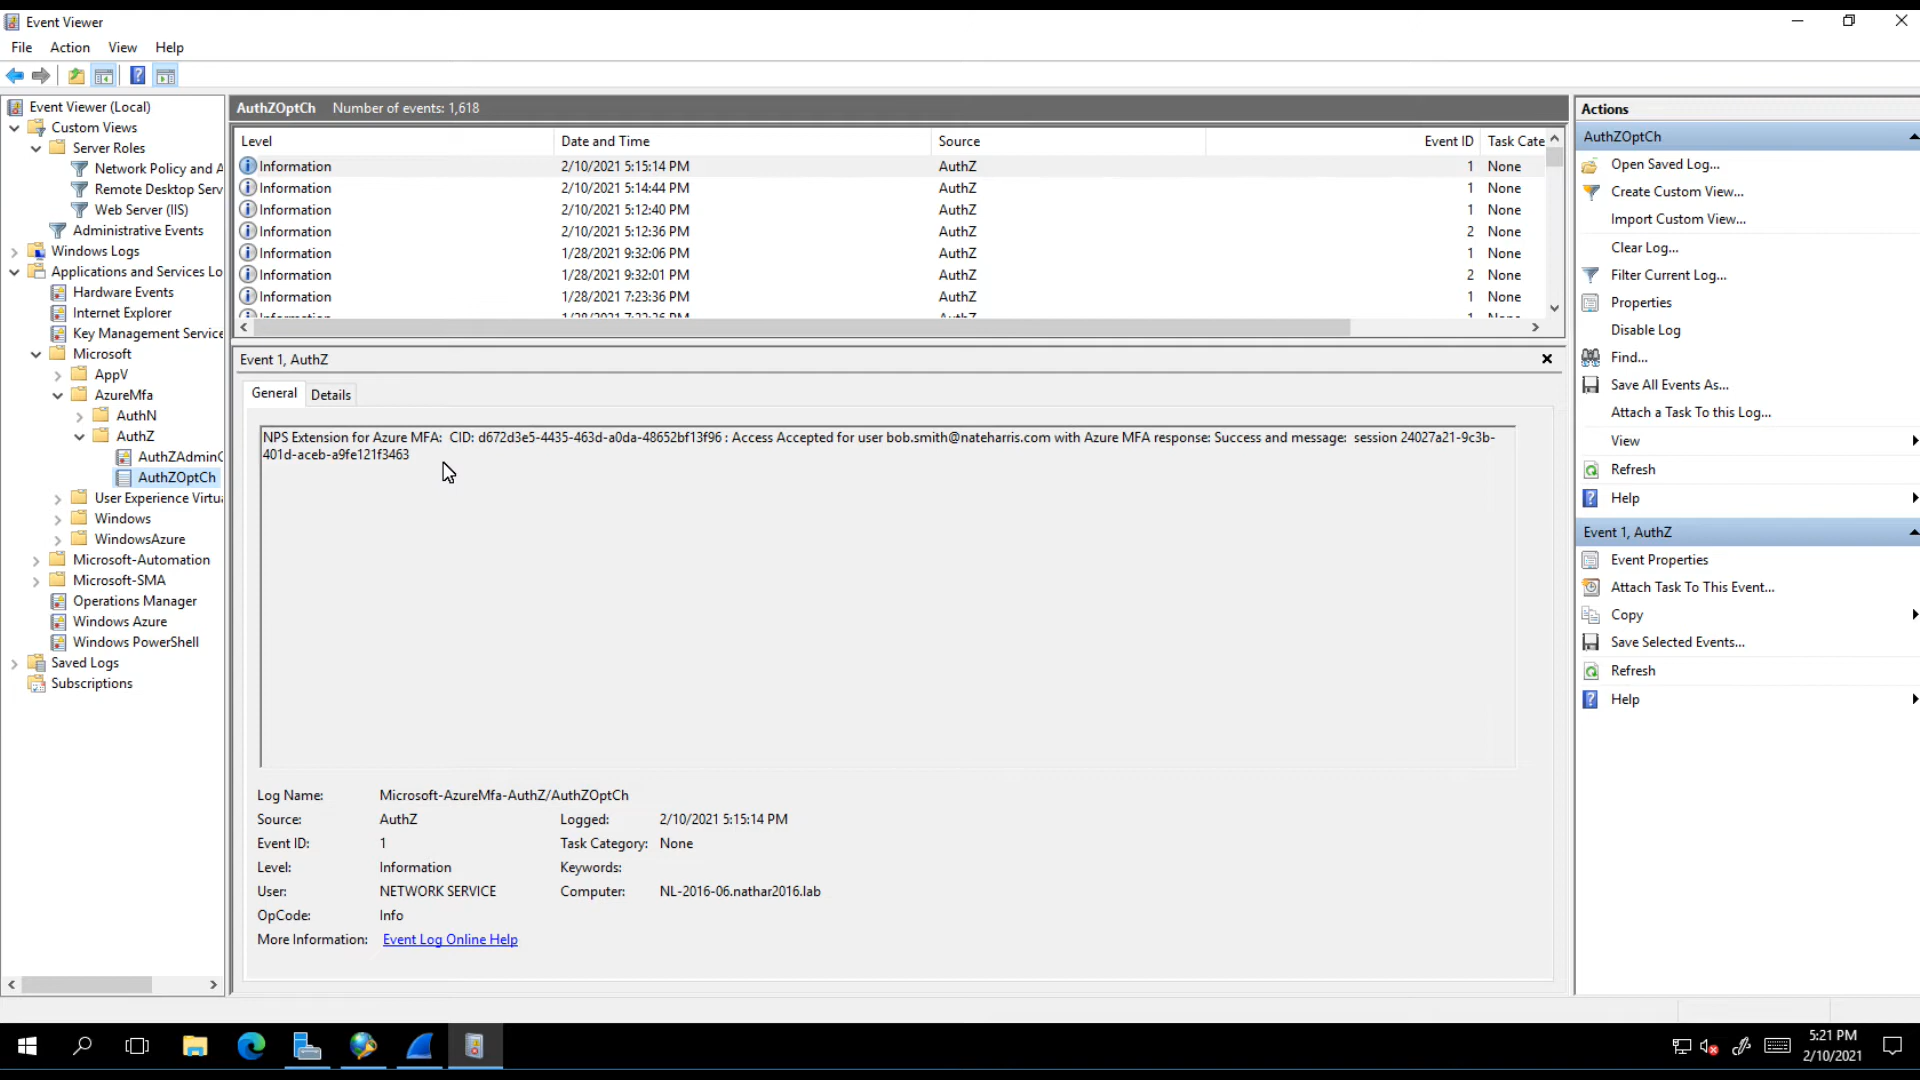 Event Viewer
File Action View Help
Event Viewer (Local)
Custom Views
Server Roles
Network Policy and A
Remote Desktop Serv
Web Server (IIS)
Administrative Events
Windows Logs
Applications and Services Lo
Hardware Events
Internet Explorer
Key Management Service
Microsoft
AppV
AzureMfa
AuthN
AuthZ
AuthZAdminC
AuthZOptCh
User Experience Virtua
Windows
WindowsAzure
Microsoft-Automation
Microsoft-SMA
Operations Manager
Windows Azure
Windows PowerShell
Saved Logs
Subscriptions
AuthZOptCh Number of events: 1,618
Level Date and Time Source Event ID Task Cate
Information 2/10/2021 5:15:14 PM AuthZ 1 None
Information 2/10/2021 5:14:44 PM AuthZ 1 None
Information 2/10/2021 5:12:40 PM AuthZ 1 None
Information 2/10/2021 5:12:36 PM AuthZ 2 None
Information 1/28/2021 9:32:06 PM AuthZ 1 None
Information 1/28/2021 9:32:01 PM AuthZ 2 None
Information 1/28/2021 7:23:36 PM AuthZ 1 None
Event 1, AuthZ
General Details
NPS Extension for Azure MFA: CID: d672d3e5-4435-463d-a0da-48652bf13f96 : Access Accepted for user bob.smith@nateharris.com with Azure MFA response: Success and message: session 24027a21-9c3b-
401d-aceb-a9fe121f3463
Log Name: Microsoft-AzureMfa-AuthZ/AuthZOptCh
Source: AuthZ Logged: 2/10/2021 5:15:14 PM
Event ID: 1 Task Category: None
Level: Information Keywords:
User: NETWORK SERVICE Computer: NL-2016-06.nathar2016.lab
OpCode: Info
More Information: Event Log Online Help
Actions
AuthZOptCh
Open Saved Log...
Create Custom View...
Import Custom View...
Clear Log...
Filter Current Log...
Properties
Disable Log
Find...
Save All Events As...
Attach a Task To this Log...
View
Refresh
Help
Event 1, AuthZ
Event Properties
Attach Task To This Event...
Copy
Save Selected Events...
Refresh
Help
5:21 PM
2/10/2021